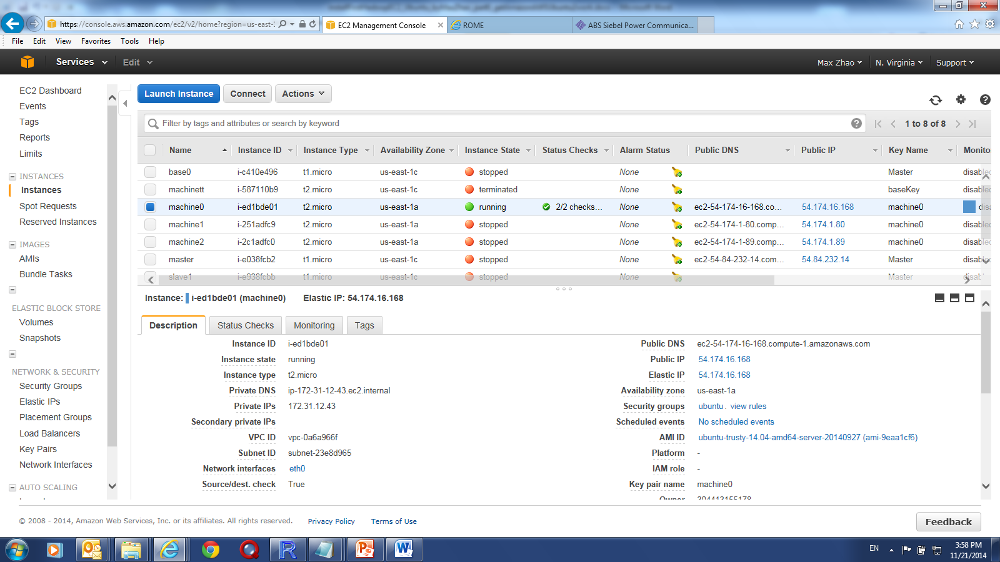 https://console.aws.amazon.com/ec2/v2/home?region=us-east-
EC2 Management Console
ROME
ABS Siebel Power Communica...
File Edit View Favorites Tools Help
Services Edit Max Zhao N. Virginia Support
EC2 Dashboard
Events
Tags
Reports
Limits
INSTANCES
Instances
Spot Requests
Reserved Instances
IMAGES
AMIs
Bundle Tasks
ELASTIC BLOCK STORE
Volumes
Snapshots
NETWORK & SECURITY
Security Groups
Elastic IPs
Placement Groups
Load Balancers
Key Pairs
Network Interfaces
AUTO SCALING
Launch Instance Connect Actions
Filter by tags and attributes or search by keyword
1 to 8 of 8
Name Instance ID Instance Type Availability Zone Instance State Status Checks Alarm Status Public DNS Public IP Key Name Monito
base0 i-c410e496 t1.micro us-east-1c stopped None Master disabled
machinett i-587110b9 t2.micro us-east-1c terminated None baseKey disabled
machine0 i-ed1bde01 t2.micro us-east-1a running 2/2 checks... None ec2-54-174-16-168.co... 54.174.16.168 machine0 disa
machine1 i-251adfc9 t2.micro us-east-1a stopped None ec2-54-174-1-80.comp... 54.174.1.80 machine0 disabled
machine2 i-2c1adfc0 t2.micro us-east-1a stopped None ec2-54-174-1-89.comp... 54.174.1.89 machine0 disabled
master i-e038fcb2 t1.micro us-east-1c stopped None ec2-54-84-232-14.com... 54.84.232.14 Master disabled
slave1 i-e938fcbb t1.micro us-east-1c stopped None Master disabl
Instance: i-ed1bde01 (machine0) Elastic IP: 54.174.16.168
Description Status Checks Monitoring Tags
Instance ID i-ed1bde01
Instance state running
Instance type t2.micro
Private DNS ip-172-31-12-43.ec2.internal
Private IPs 172.31.12.43
Secondary private IPs
VPC ID vpc-0a6a966f
Subnet ID subnet-23e8d965
Network interfaces eth0
Source/dest. check True
Public DNS ec2-54-174-16-168.compute-1.amazonaws.com
Public IP 54.174.16.168
Elastic IP 54.174.16.168
Availability zone us-east-1a
Security groups ubuntu . view rules
Scheduled events No scheduled events
AMI ID ubuntu-trusty-14.04-amd64-server-20140927 (ami-9eaa1cf6)
Platform -
IAM role -
Key pair name machine0
Owner 304413155178
© 2008 - 2014, Amazon Web Services, Inc. or its affiliates. All rights reserved. Privacy Policy Terms of Use
Feedback
EN
3:58 PM
11/21/2014